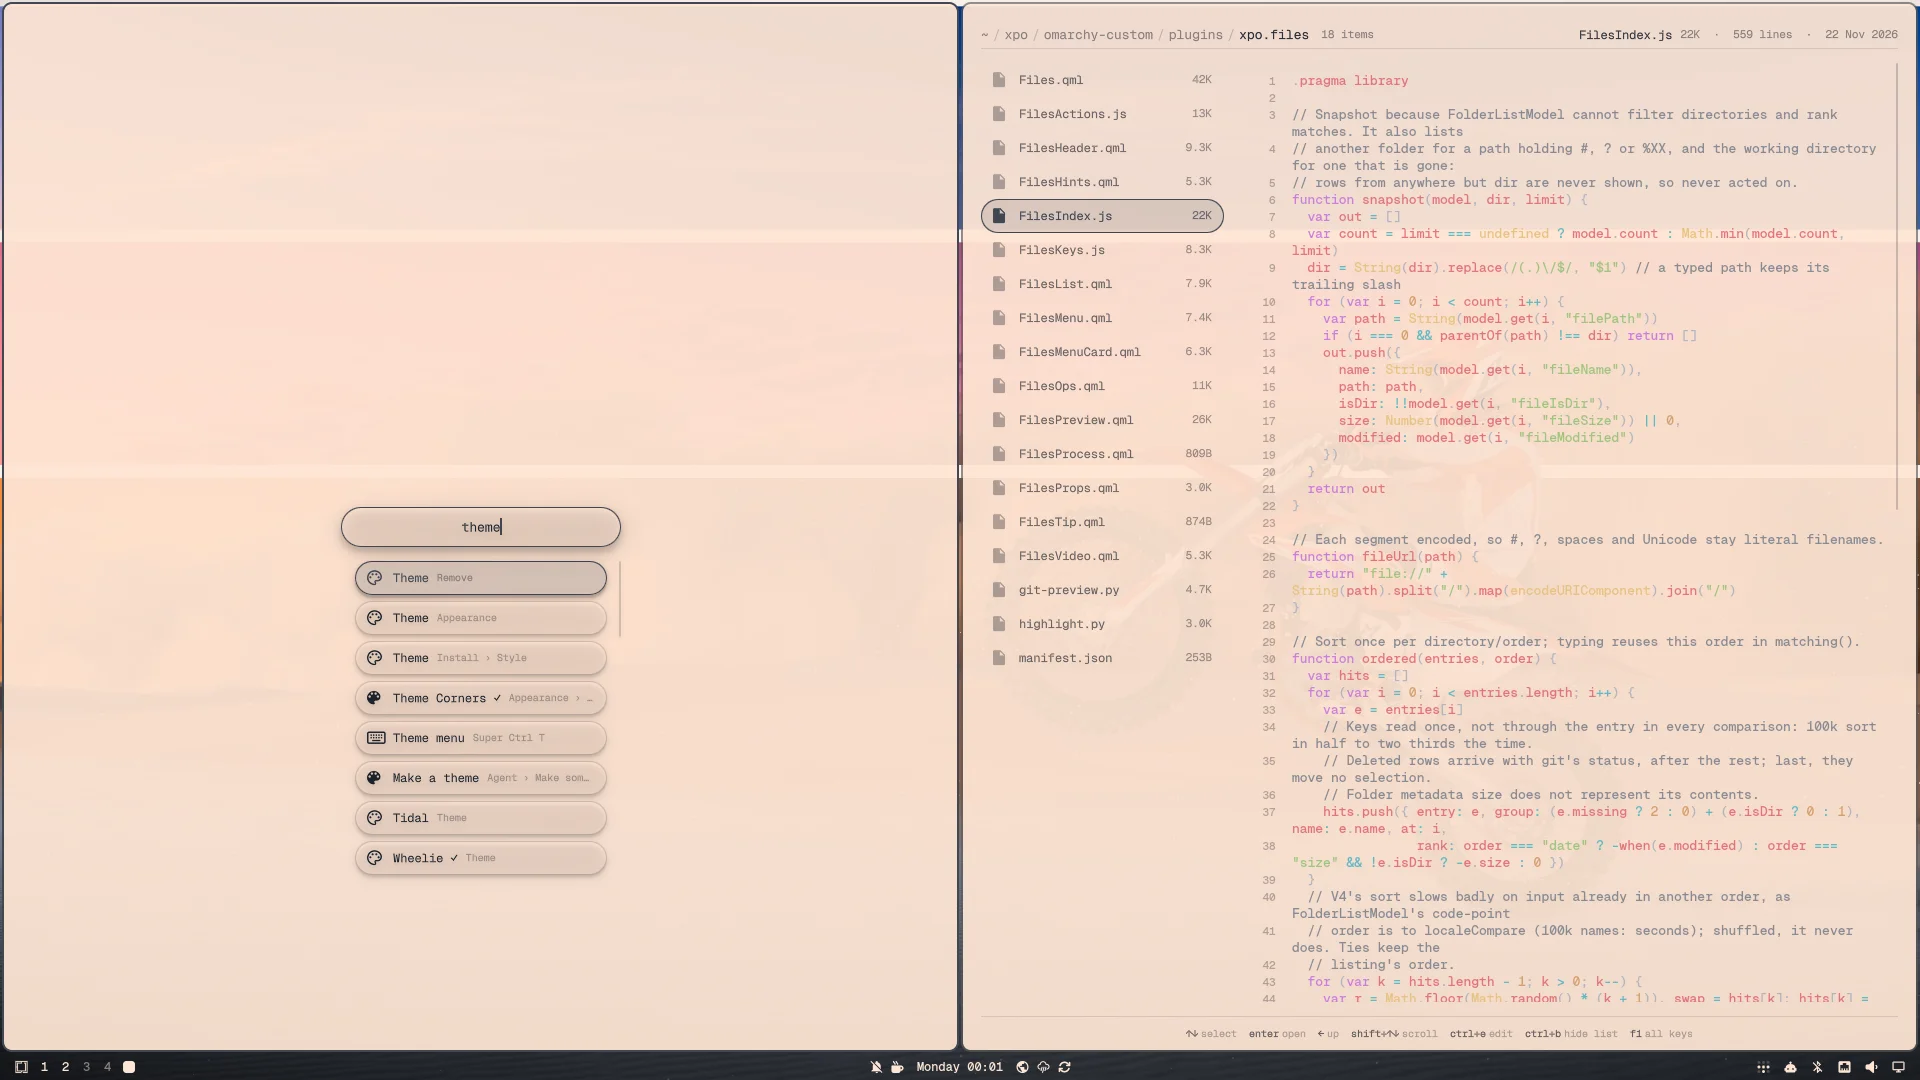 ~ / xpo / omarchy-custom / plugins / xpo.files 18 items
FilesIndex.js 22K · 559 lines · 22 Nov 2026
theme
Theme Remove
Theme Appearance
Theme Install › Style
Theme Corners ✓ Appearance › …
Theme menu Super Ctrl T
Make a theme Agent › Make som…
Tidal Theme
Wheelie ✓ Theme
Files.qml 42K
FilesActions.js 13K
FilesHeader.qml 9.3K
FilesHints.qml 5.3K
FilesIndex.js 22K
FilesKeys.js 8.3K
FilesList.qml 7.9K
FilesMenu.qml 7.4K
FilesMenuCard.qml 6.3K
FilesOps.qml 11K
FilesPreview.qml 26K
FilesProcess.qml 809B
FilesProps.qml 3.0K
FilesTip.qml 874B
FilesVideo.qml 5.3K
git-preview.py 4.7K
highlight.py 3.0K
manifest.json 253B
1 .pragma library
2
3 // Snapshot because FolderListModel cannot filter directories and rank
matches. It also lists
4 // another folder for a path holding #, ? or %XX, and the working directory
for one that is gone:
5 // rows from anywhere but dir are never shown, so never acted on.
6 function snapshot(model, dir, limit) {
7 var out = []
8 var count = limit === undefined ? model.count : Math.min(model.count,
limit)
9 dir = String(dir).replace(/(.)\/$/, "$1") // a typed path keeps its
trailing slash
10 for (var i = 0; i < count; i++) {
11 var path = String(model.get(i, "filePath"))
12 if (i === 0 && parentOf(path) !== dir) return []
13 out.push({
14 name: String(model.get(i, "fileName")),
15 path: path,
16 isDir: !!model.get(i, "fileIsDir"),
17 size: Number(model.get(i, "fileSize")) || 0,
18 modified: model.get(i, "fileModified")
19 })
20 }
21 return out
22 }
23
24 // Each segment encoded, so #, ?, spaces and Unicode stay literal filenames.
25 function fileUrl(path) {
26 return "file://" +
String(path).split("/").map(encodeURIComponent).join("/")
27 }
28
29 // Sort once per directory/order; typing reuses this order in matching().
30 function ordered(entries, order) {
31 var hits = []
32 for (var i = 0; i < entries.length; i++) {
33 var e = entries[i]
34 // Keys read once, not through the entry in every comparison: 100k sort
in half to two thirds the time.
35 // Deleted rows arrive with git's status, after the rest; last, they
move no selection.
36 // Folder metadata size does not represent its contents.
37 hits.push({ entry: e, group: (e.missing ? 2 : 0) + (e.isDir ? 0 : 1),
name: e.name, at: i,
38 rank: order === "date" ? -when(e.modified) : order ===
"size" && !e.isDir ? -e.size : 0 })
39 }
40 // V4's sort slows badly on input already in another order, as
FolderListModel's code-point
41 // order is to localeCompare (100k names: seconds); shuffled, it never
does. Ties keep the
42 // listing's order.
43 for (var k = hits.length - 1; k > 0; k--) {
44 var r = Math.floor(Math.random() * (k + 1)), swap = hits[k]; hits[k] =
↑↓ select enter open ← up shift+↑↓ scroll ctrl+e edit ctrl+b hide list f1 all keys
1 2 3 4
Monday 00:01